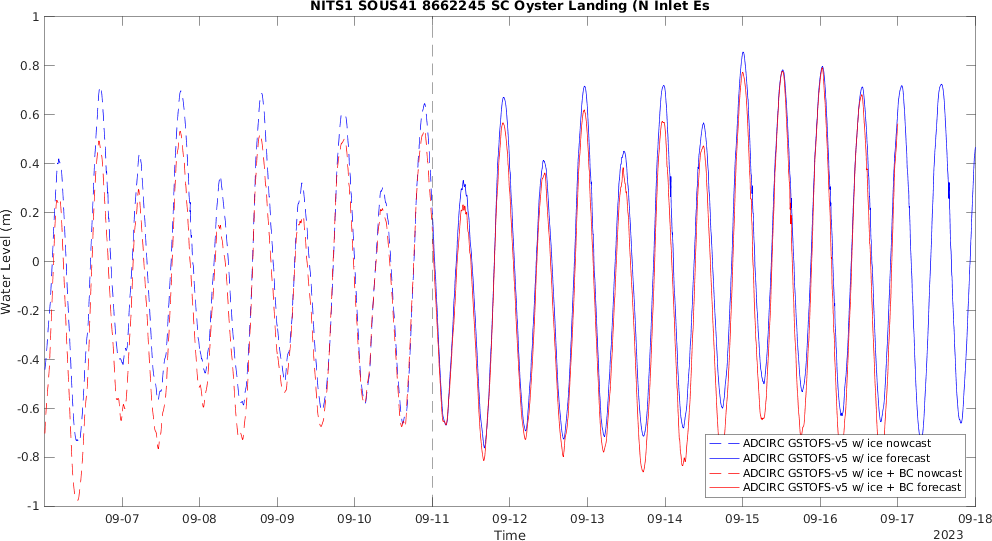 NITS1 SOUS41 8662245 SC Oyster Landing (N Inlet Es
Water Level (m)
1
0.8
0.6
0.4
0.2
0
-0.2
-0.4
-0.6
-0.8
-1
ADCIRC GSTOFS-v5 w/ ice nowcast
ADCIRC GSTOFS-v5 w/ ice forecast
ADCIRC GSTOFS-v5 w/ ice + BC nowcast
ADCIRC GSTOFS-v5 w/ ice + BC forecast
09-07 09-08 09-09 09-10 09-11 09-12 09-13 09-14 09-15 09-16 09-17 09-18
Time
2023